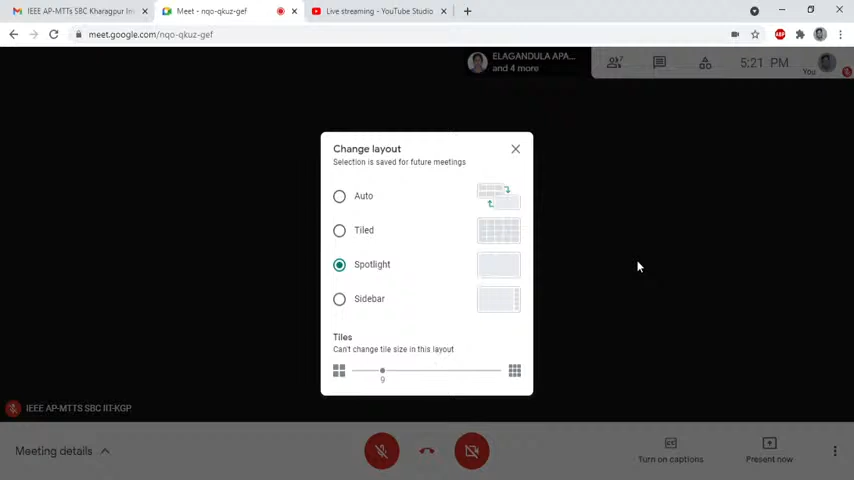 IEEE AP-MTTs SBC Kharagpur In
Meet - nqo-qkuz-gef
Live streaming - YouTube Studio
meet.google.com/nqo-qkuz-gef
ABP
ELAGANDULA APA...
and 4 more
7
5:21 PM
You
Change layout
Selection is saved for future meetings
Auto
Tiled
Spotlight
Sidebar
Tiles
Can't change tile size in this layout
9
IEEE AP-MTTS SBC IIT-KGP
Meeting details
Turn on captions
Present now